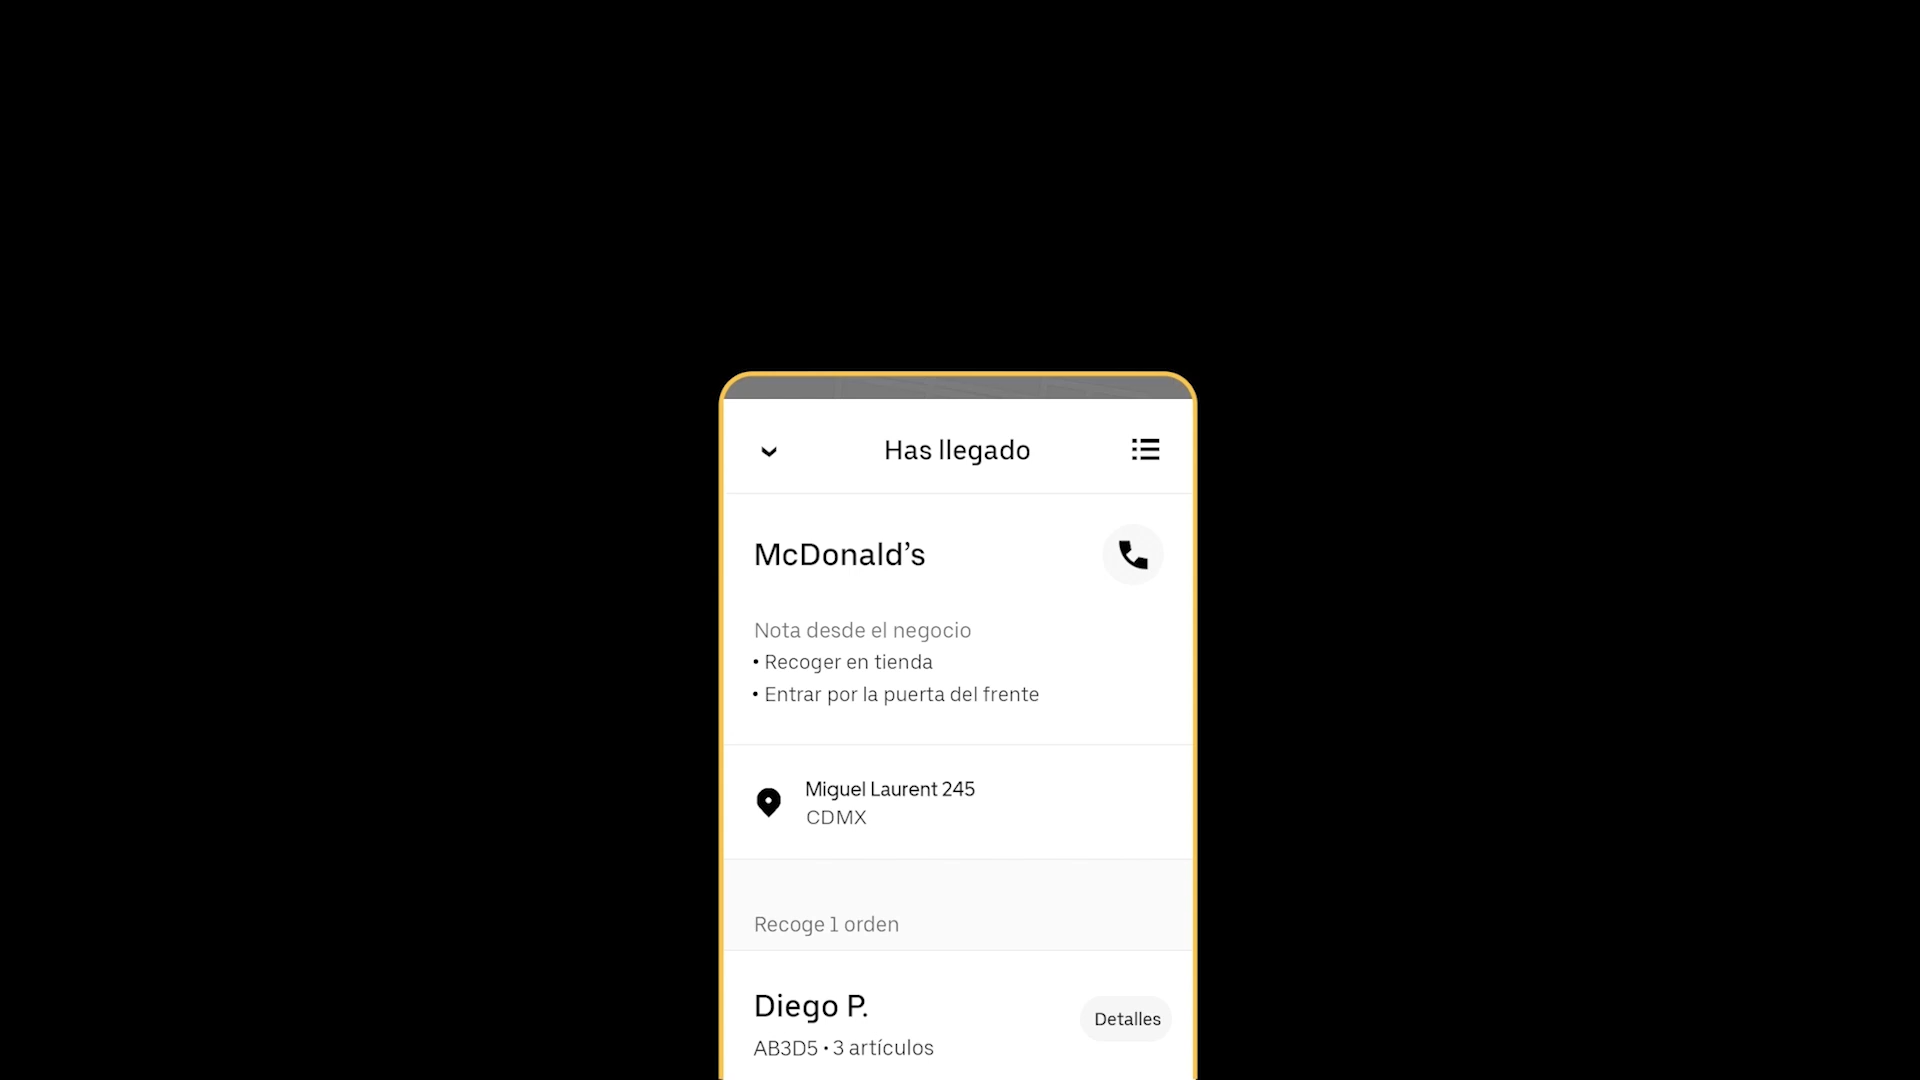 Has llegado
McDonald’s
Nota desde el negocio
• Recoger en tienda
• Entrar por la puerta del frente
Miguel Laurent 245
CDMX
Recoge 1 orden
Diego P.
Detalles
AB3D5 • 3 artículos